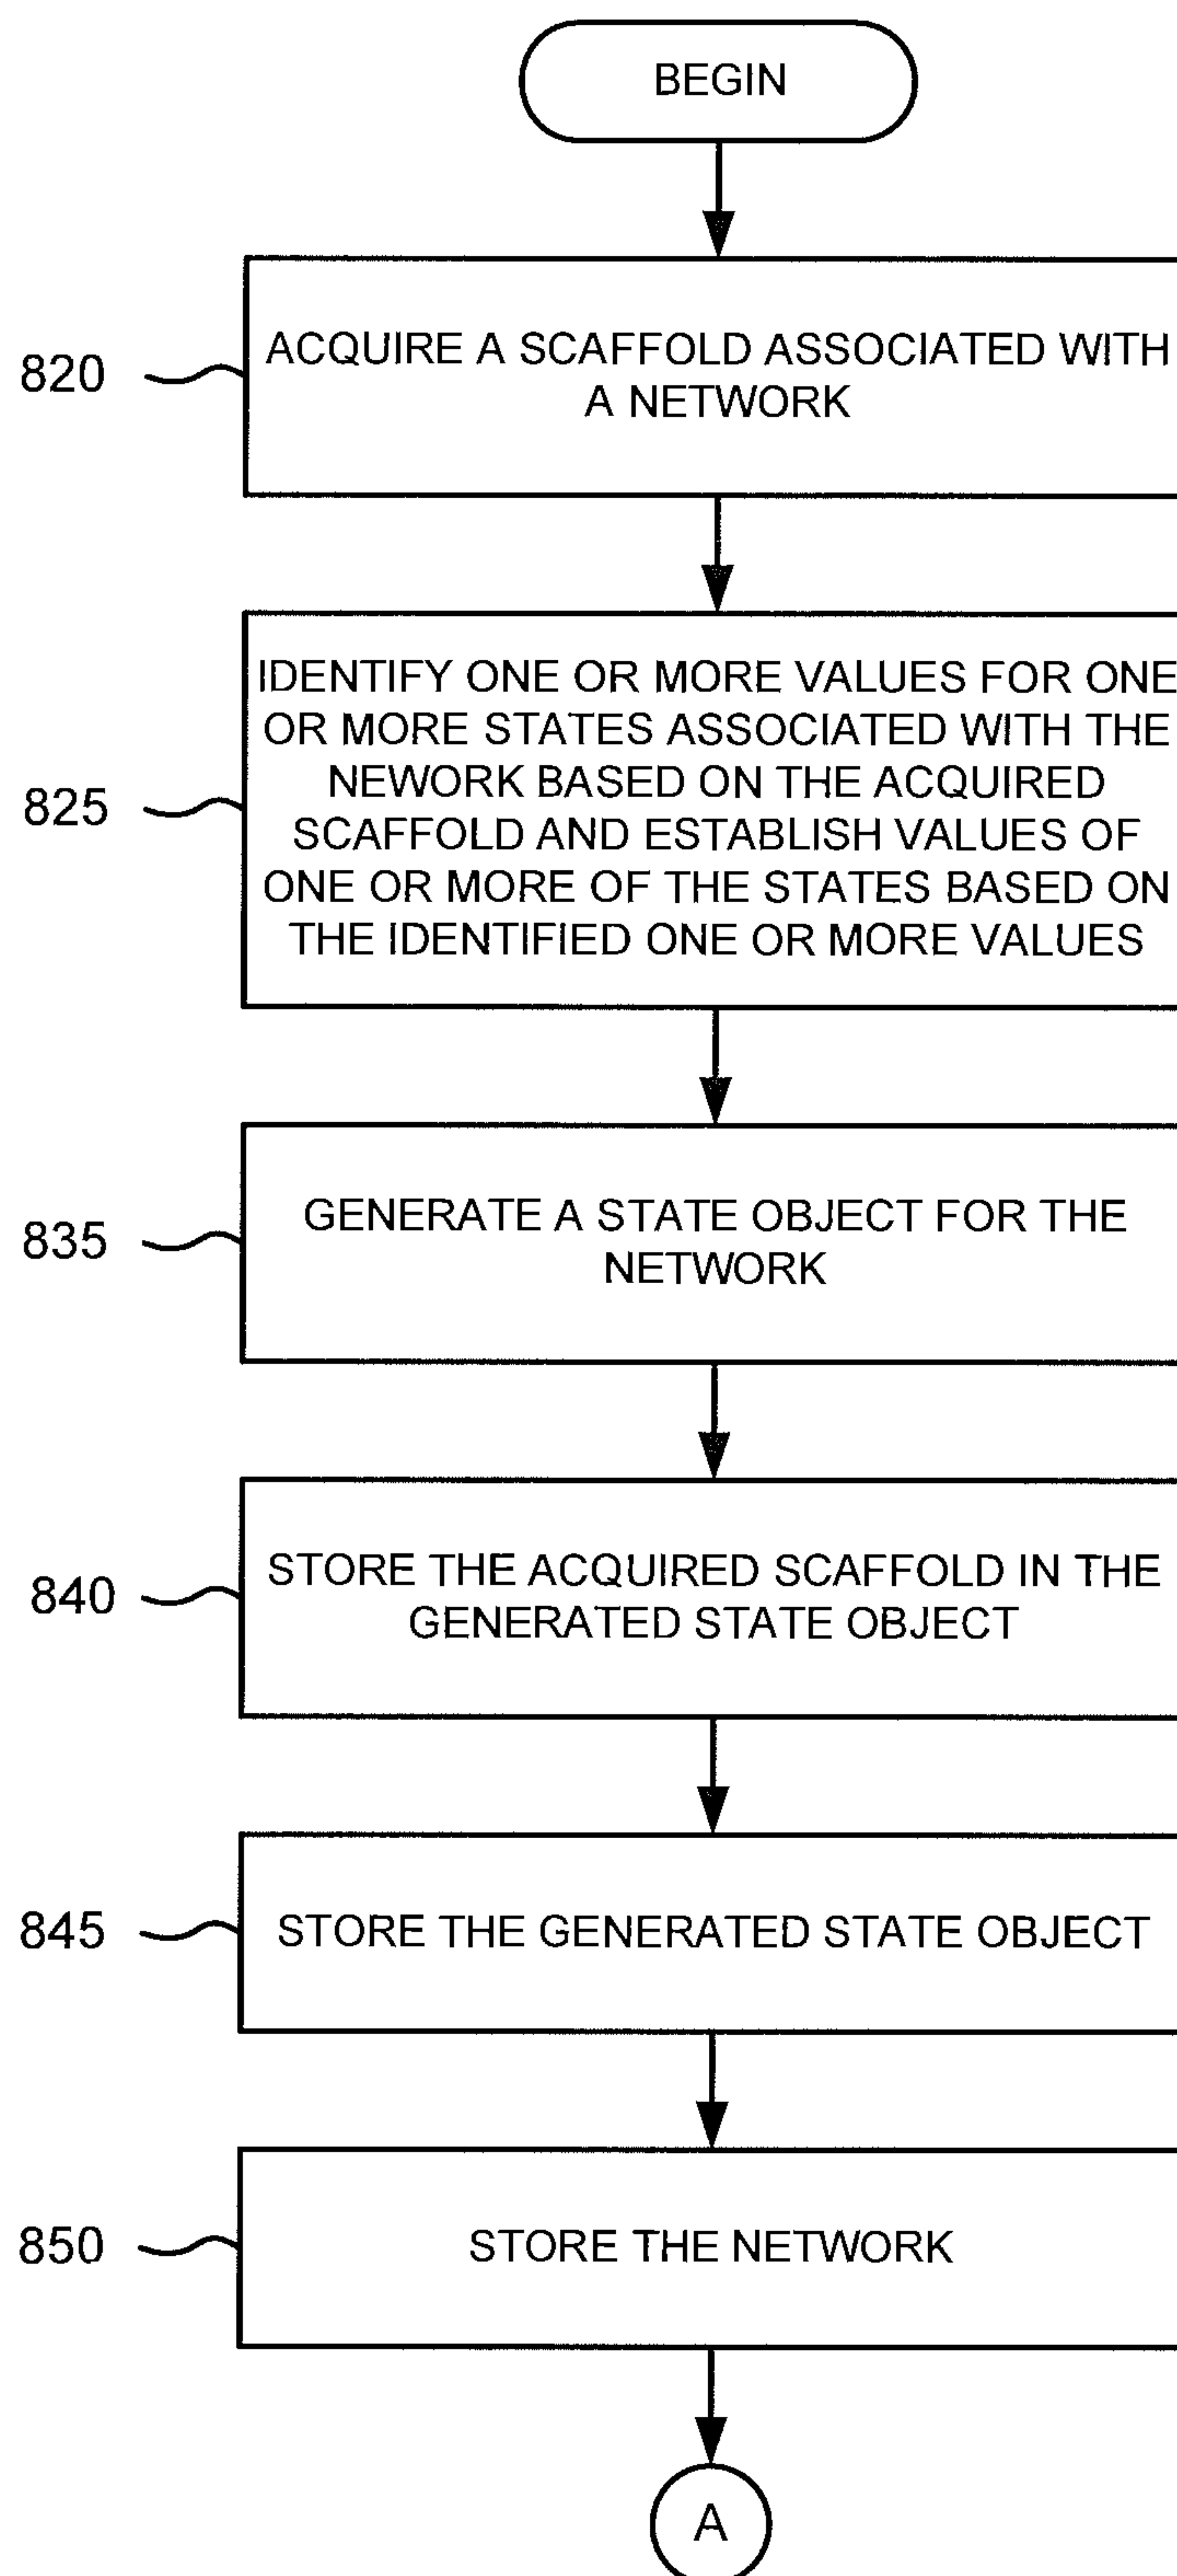 BEGIN
820
ACQUIRE A SCAFFOLD ASSOCIATED WITH
A NETWORK
825
IDENTIFY ONE OR MORE VALUES FOR ONE
OR MORE STATES ASSOCIATED WITH THE
NEWORK BASED ON THE ACQUIRED
SCAFFOLD AND ESTABLISH VALUES OF
ONE OR MORE OF THE STATES BASED ON
THE IDENTIFIED ONE OR MORE VALUES
835
GENERATE A STATE OBJECT FOR THE
NETWORK
840
STORE THE ACQUIRED SCAFFOLD IN THE
GENERATED STATE OBJECT
845
STORE THE GENERATED STATE OBJECT
850
STORE THE NETWORK
A